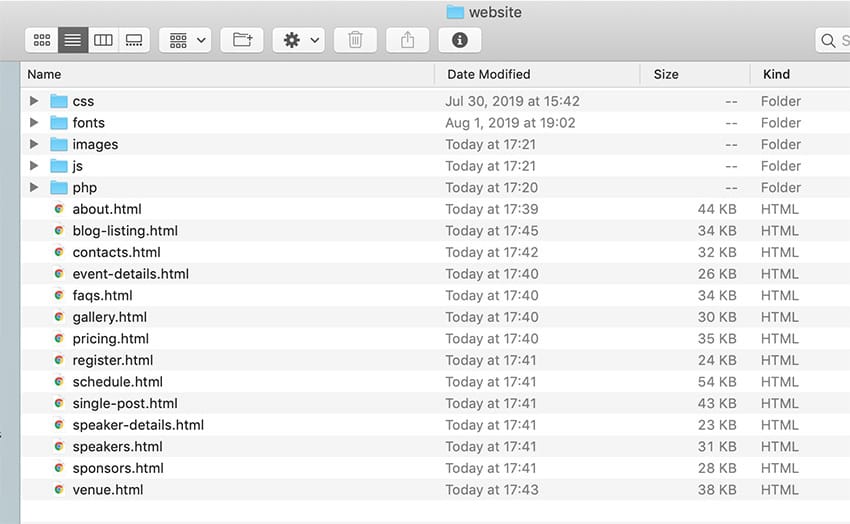 website
S
Name Date Modified Size Kind
css Jul 30, 2019 at 15:42 -- Folder
fonts Aug 1, 2019 at 19:02 -- Folder
images Today at 17:21 -- Folder
js Today at 17:21 -- Folder
php Today at 17:20 -- Folder
about.html Today at 17:39 44 KB HTML
blog-listing.html Today at 17:45 34 KB HTML
contacts.html Today at 17:42 32 KB HTML
event-details.html Today at 17:40 26 KB HTML
faqs.html Today at 17:40 34 KB HTML
gallery.html Today at 17:40 30 KB HTML
pricing.html Today at 17:40 35 KB HTML
register.html Today at 17:41 24 KB HTML
schedule.html Today at 17:41 54 KB HTML
single-post.html Today at 17:41 43 KB HTML
speaker-details.html Today at 17:41 23 KB HTML
speakers.html Today at 17:41 31 KB HTML
sponsors.html Today at 17:41 28 KB HTML
venue.html Today at 17:43 38 KB HTML